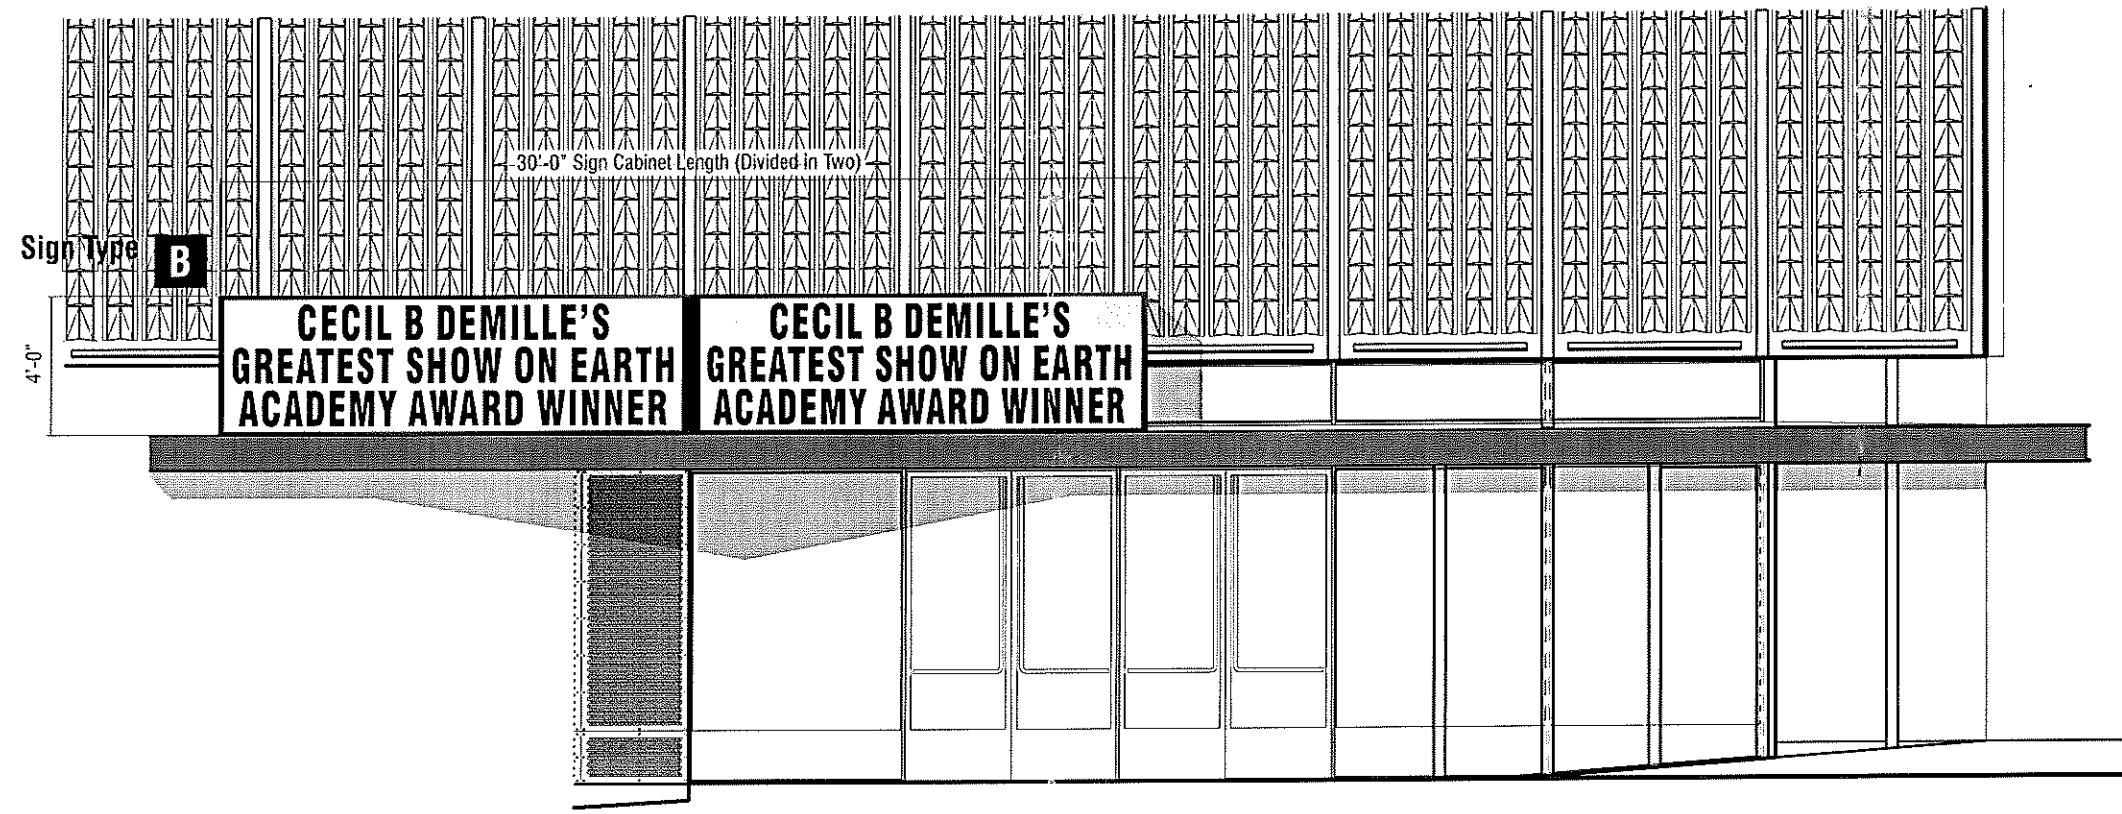 30'-0" Sign Cabinet Length (Divided in Two)
Sign Type B
4'-0"
CECIL B DEMILLE'S
GREATEST SHOW ON EARTH
ACADEMY AWARD WINNER
CECIL B DEMILLE'S
GREATEST SHOW ON EARTH
ACADEMY AWARD WINNER